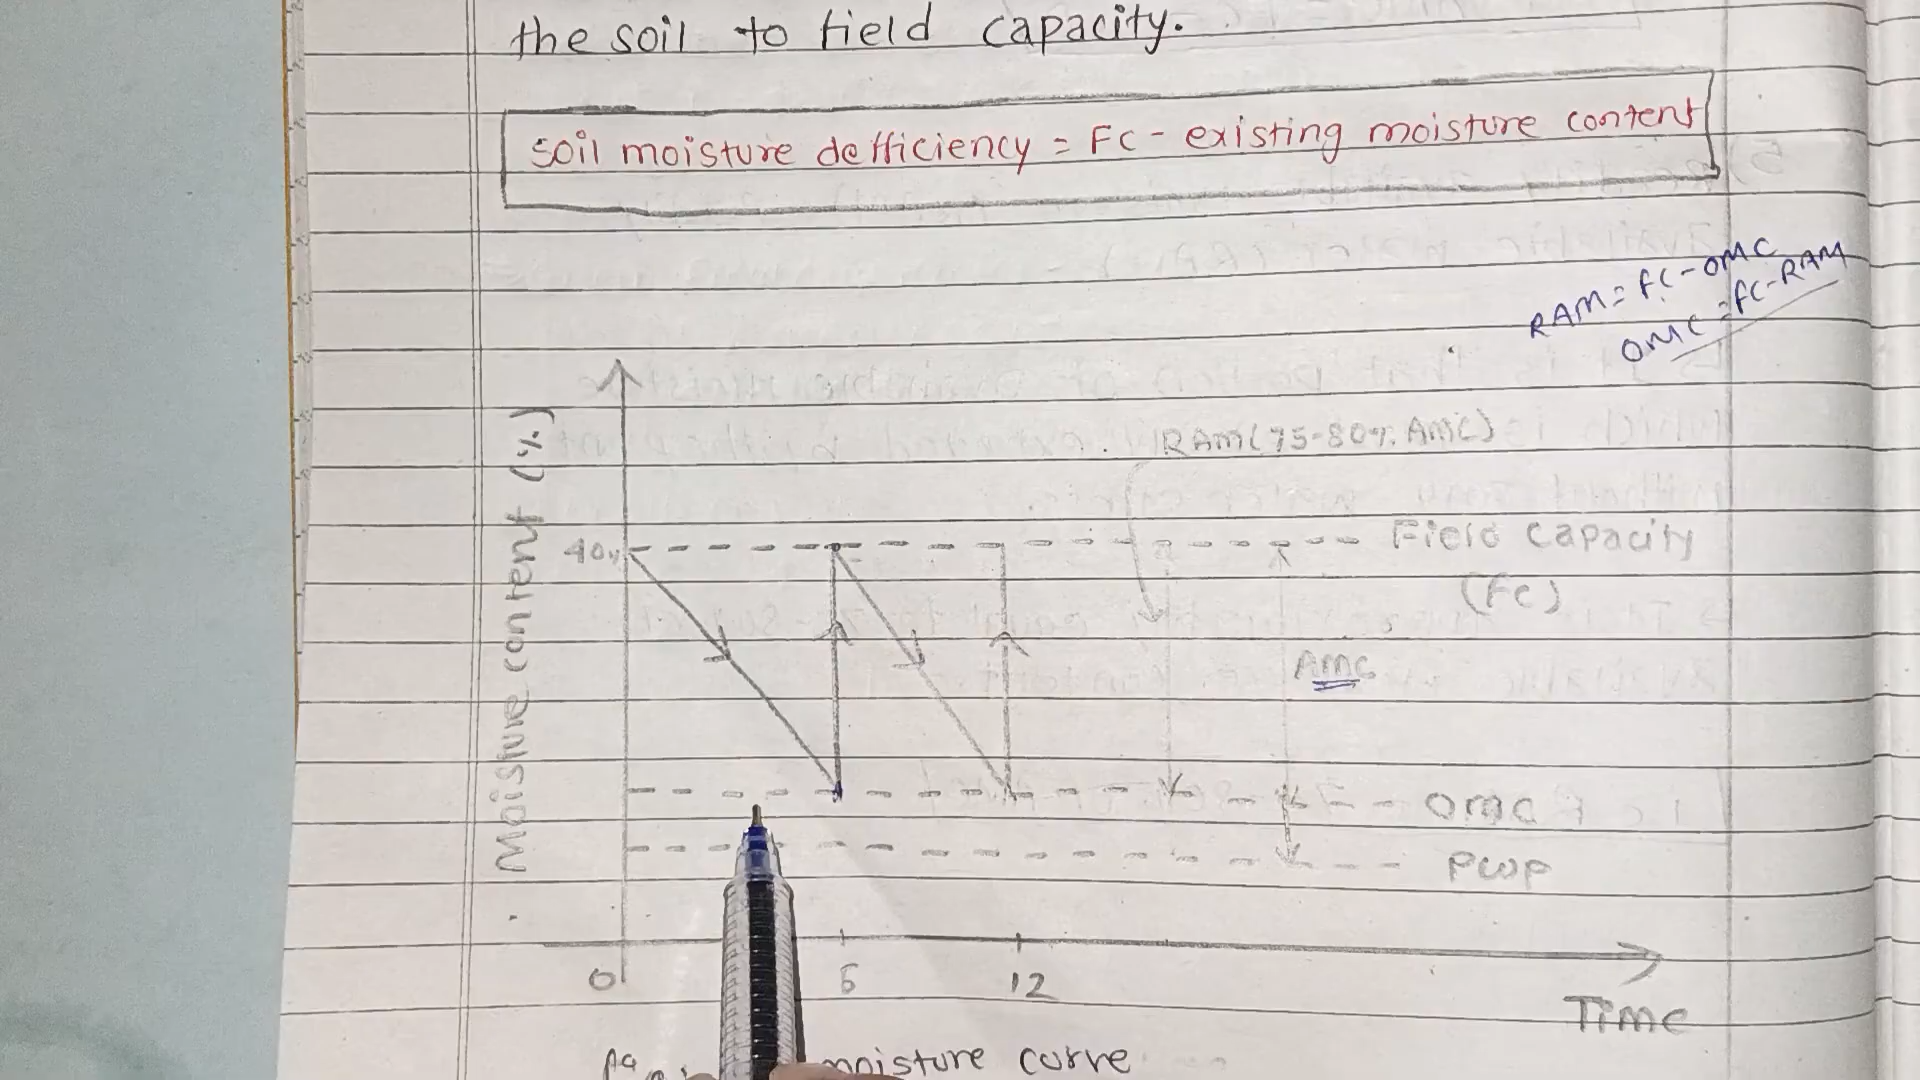 the soil to field capacity.
soil moisture defficiency = FC - existing moisture content
RAM = FC - OMC
OMC = FC - RAM
RAM (75-80% AMC)
Moisture content (%)
40%
Field Capacity
(FC)
AMC
OMC
PWP
0
6
12
Time
moisture curve